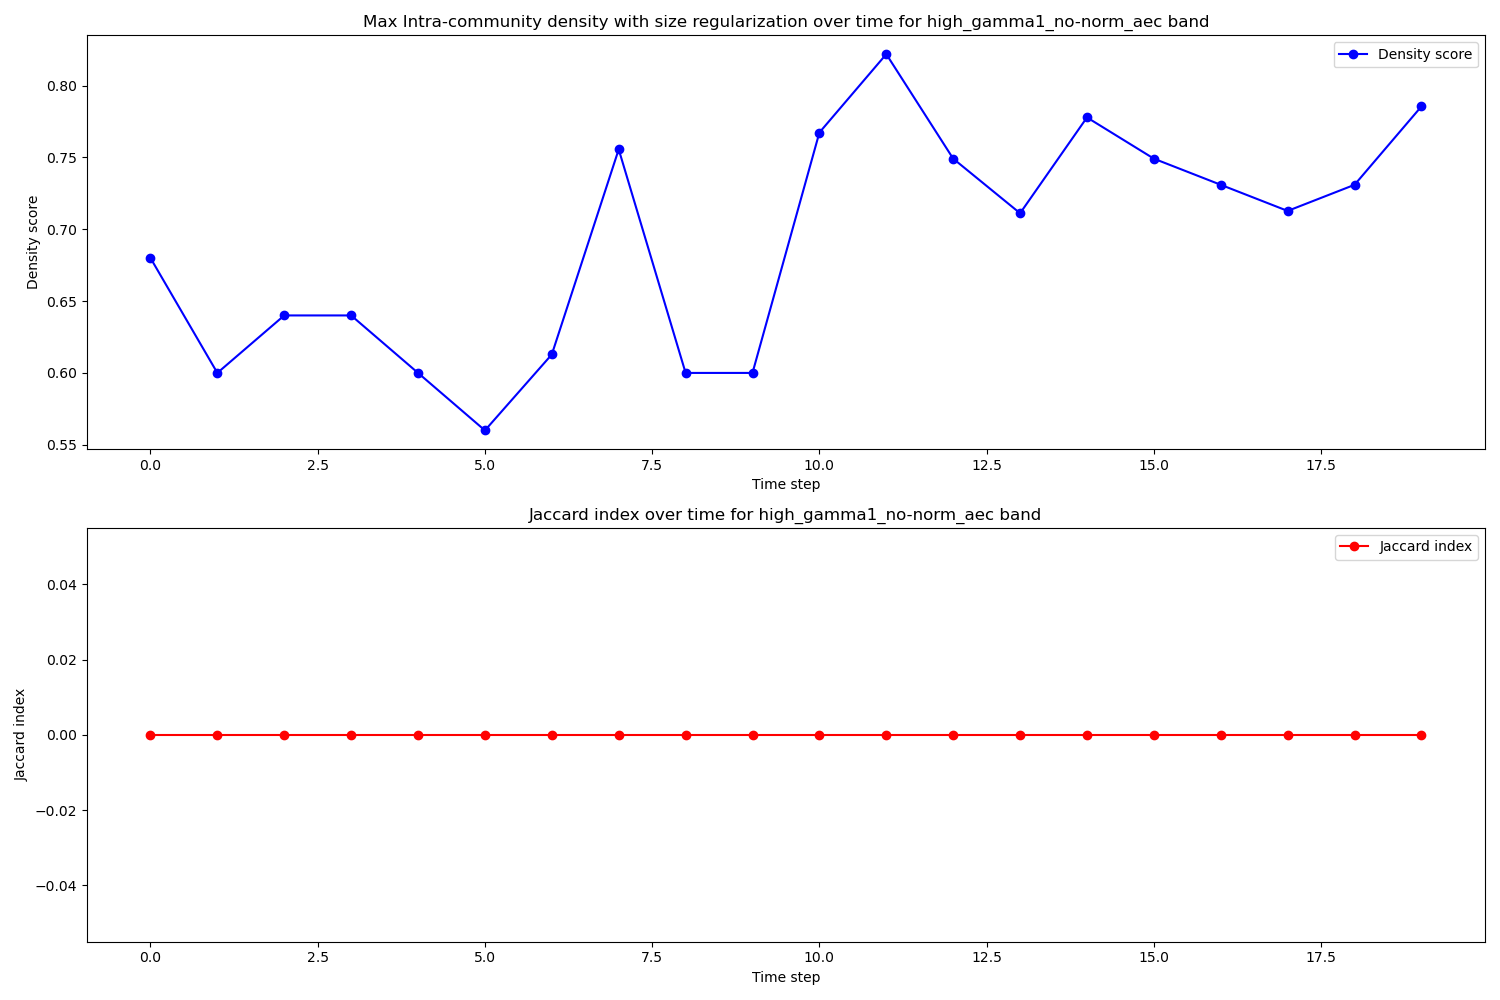 Max Intra-community density with size regularization over time for high_gamma1_no-norm_aec band
Density score
0.80
0.75
0.70
0.65
0.60
0.55
Density score
0.0 2.5 5.0 7.5 10.0 12.5 15.0 17.5
Time step
Jaccard index over time for high_gamma1_no-norm_aec band
Jaccard index
0.04
0.02
0.00
−0.02
−0.04
Jaccard index
0.0 2.5 5.0 7.5 10.0 12.5 15.0 17.5
Time step